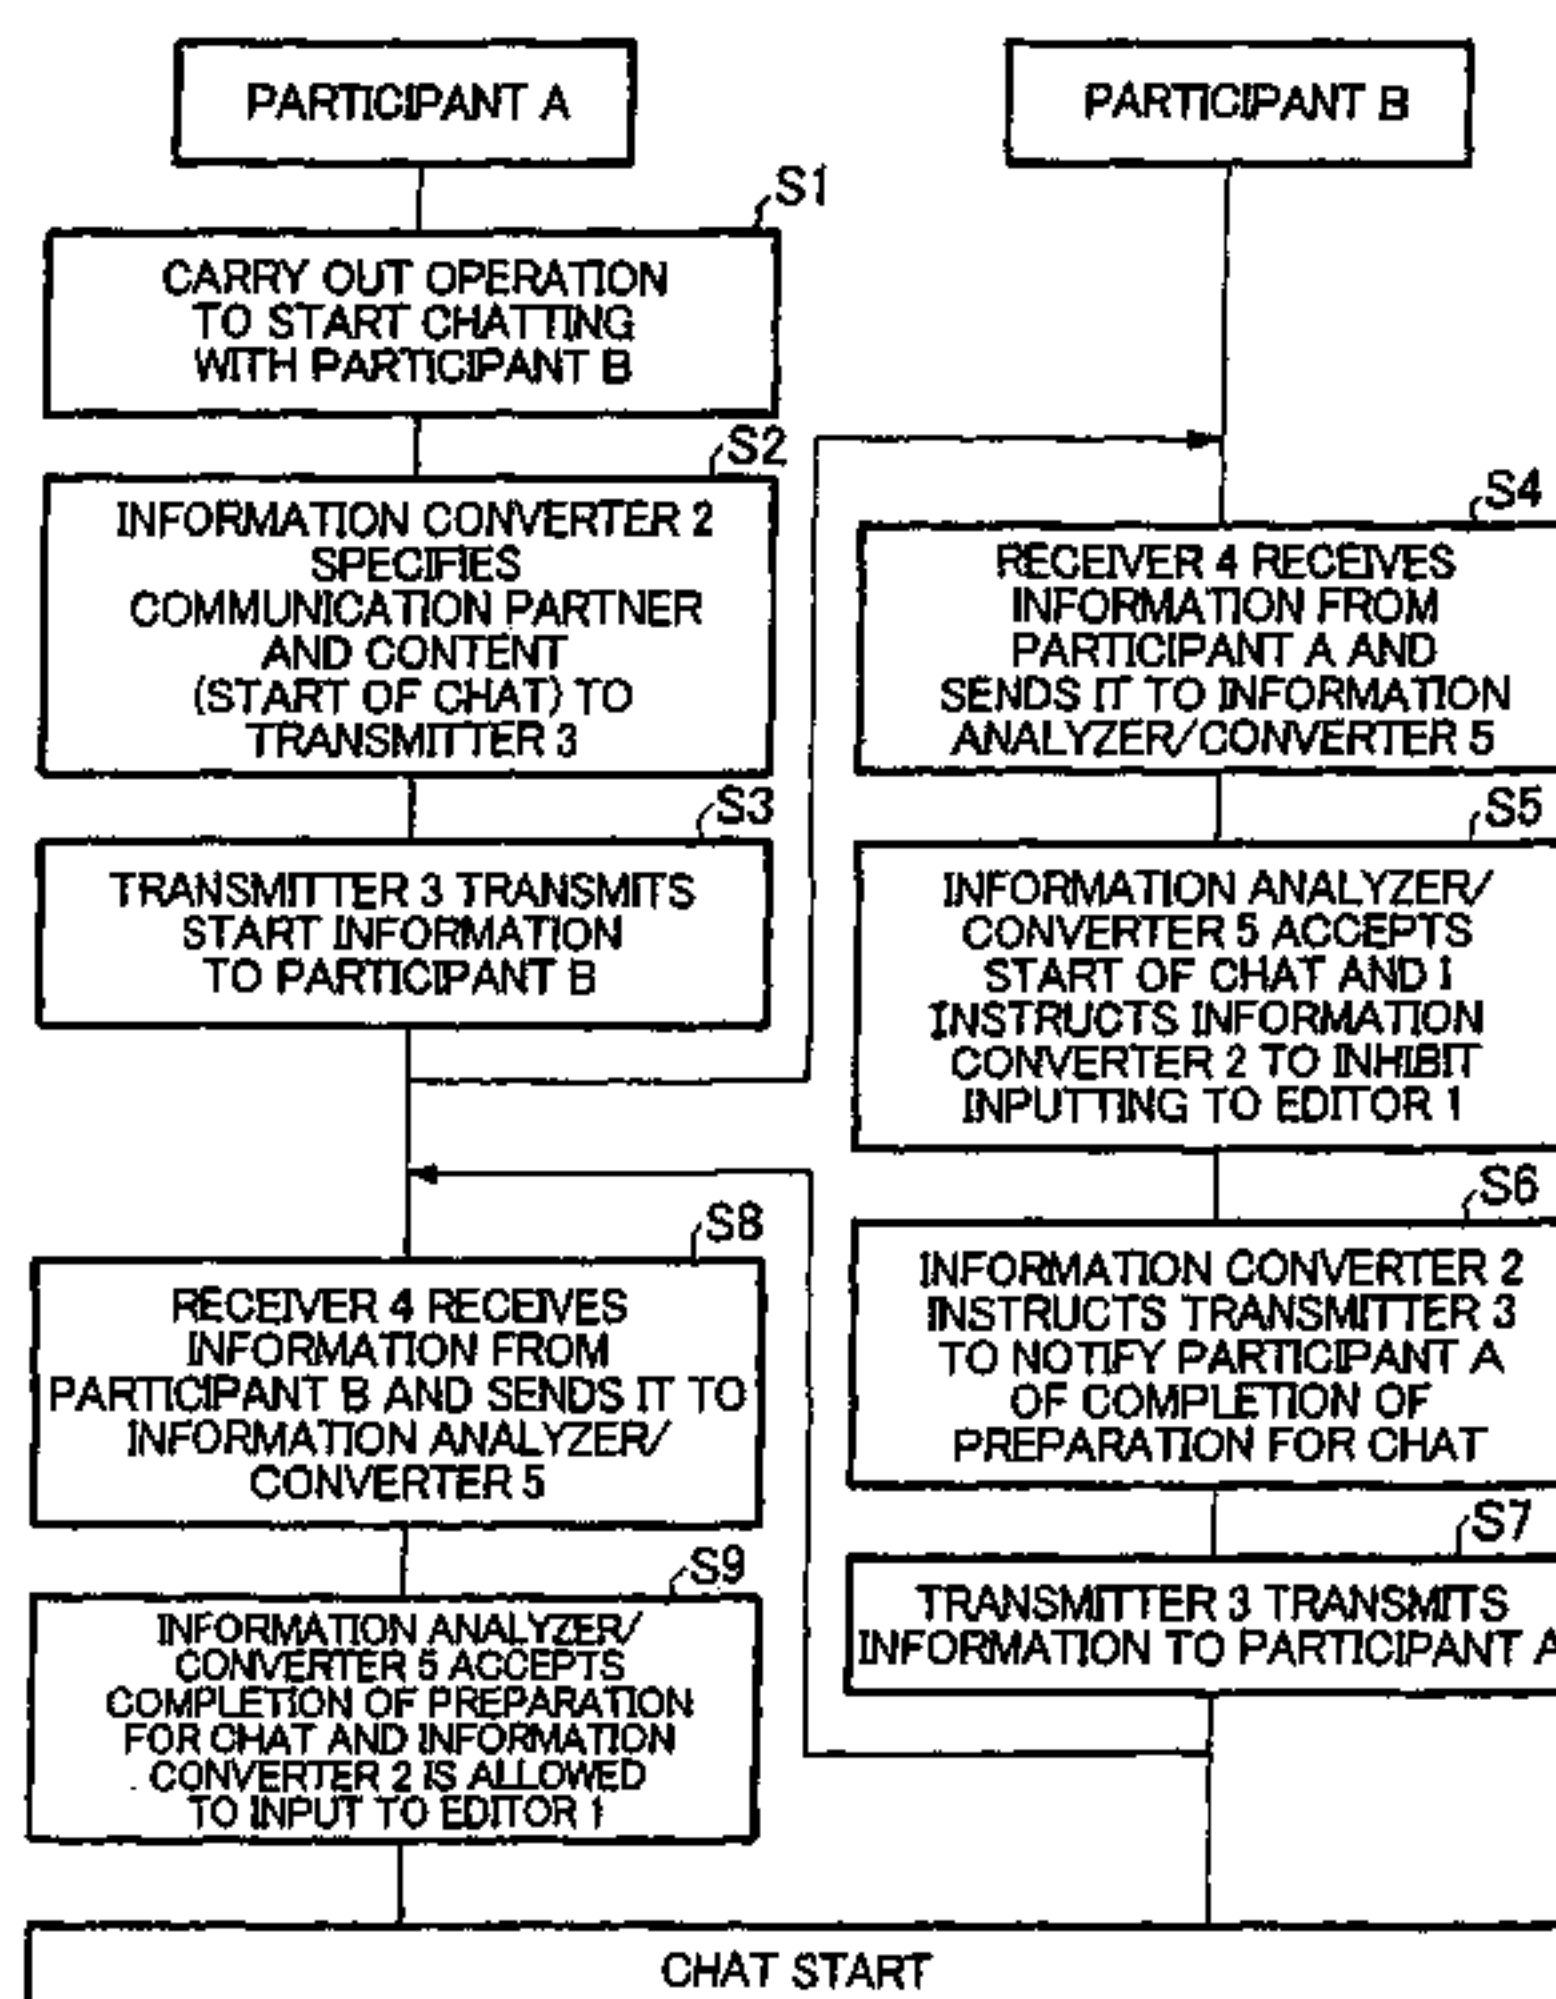 PARTICIPANT A
PARTICIPANT B
S1
CARRY OUT OPERATION
TO START CHATTING
WITH PARTICIPANT B
S2
INFORMATION CONVERTER 2
SPECIFIES
COMMUNICATION PARTNER
AND CONTENT
(START OF CHAT) TO
TRANSMITTER 3
S3
TRANSMITTER 3 TRANSMITS
START INFORMATION
TO PARTICIPANT B
S4
RECEIVER 4 RECEIVES
INFORMATION FROM
PARTICIPANT A AND
SENDS IT TO INFORMATION
ANALYZER/CONVERTER 5
S5
INFORMATION ANALYZER/
CONVERTER 5 ACCEPTS
START OF CHAT AND I
INSTRUCTS INFORMATION
CONVERTER 2 TO INHIBIT
INPUTTING TO EDITOR 1
S6
INFORMATION CONVERTER 2
INSTRUCTS TRANSMITTER 3
TO NOTIFY PARTICIPANT A
OF COMPLETION OF
PREPARATION FOR CHAT
S7
TRANSMITTER 3 TRANSMITS
INFORMATION TO PARTICIPANT A
S8
RECEIVER 4 RECEIVES
INFORMATION FROM
PARTICIPANT B AND SENDS IT TO
INFORMATION ANALYZER/
CONVERTER 5
S9
INFORMATION ANALYZER/
CONVERTER 5 ACCEPTS
COMPLETION OF PREPARATION
FOR CHAT AND INFORMATION
CONVERTER 2 IS ALLOWED
TO INPUT TO EDITOR 1
CHAT START